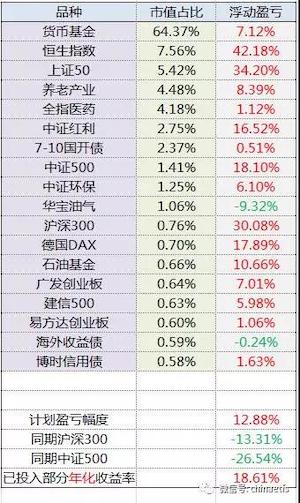 品种 市值占比 浮动盈亏
货币基金 64.37% 7.12%
恒生指数 7.56% 42.18%
上证50 5.42% 34.20%
养老产业 4.48% 8.39%
全指医药 4.18% 1.12%
中证红利 2.75% 16.52%
7-10国开债 2.37% 0.51%
中证500 1.41% 18.10%
中证环保 1.25% 6.10%
华宝油气 1.06% -9.32%
沪深300 0.76% 30.08%
德国DAX 0.70% 17.89%
石油基金 0.66% 10.66%
广发创业板 0.64% 7.01%
建信500 0.63% 5.98%
易方达创业板 0.60% 1.06%
海外收益债 0.59% -0.24%
博时信用债 0.58% 1.63%
计划盈亏幅度 12.88%
同期沪深300 -13.31%
同期中证500 -26.54%
已投入部分年化收益率 18.61%
微信号: chinaetfs